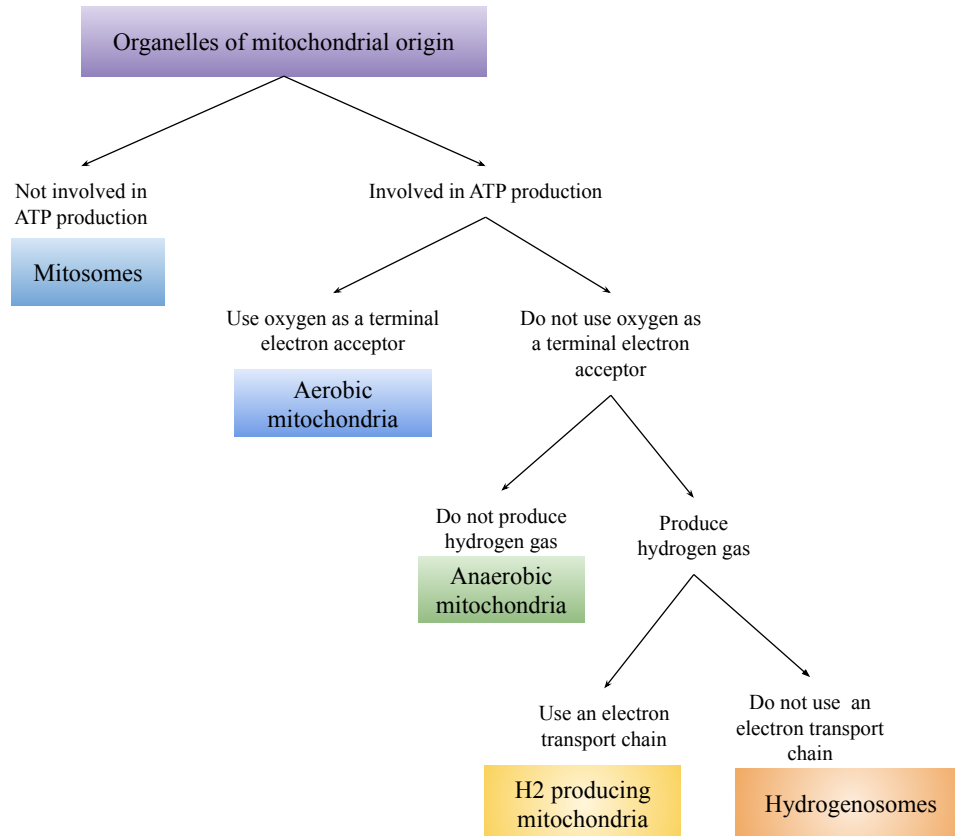 Organelles of mitochondrial origin
Not involved in
ATP production
Mitosomes
Involved in ATP production
Use oxygen as a terminal
electron acceptor
Aerobic
mitochondria
Do not use oxygen as
a terminal electron
acceptor
Do not produce
hydrogen gas
Anaerobic
mitochondria
Produce
hydrogen gas
Use an electron
transport chain
H2 producing
mitochondria
Do not use an
electron transport
chain
Hydrogenosomes